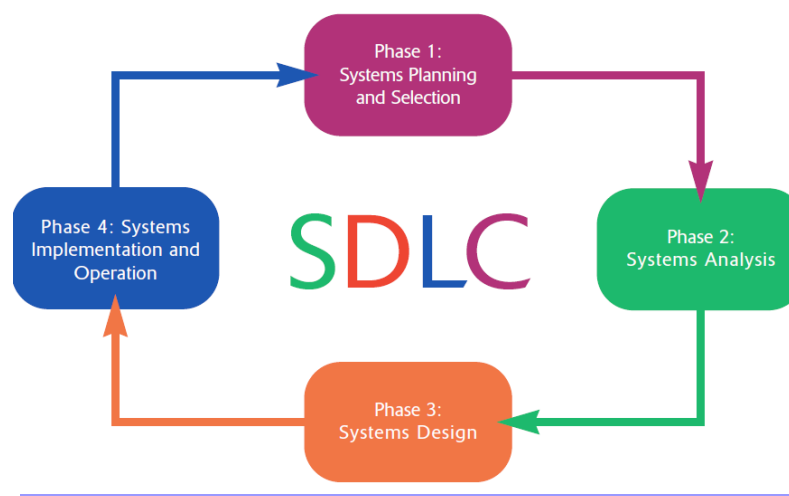 Phase 1:
Systems Planning
and Selection
Phase 4: Systems
Implementation and
Operation
SDLC
Phase 2:
Systems Analysis
Phase 3:
Systems Design